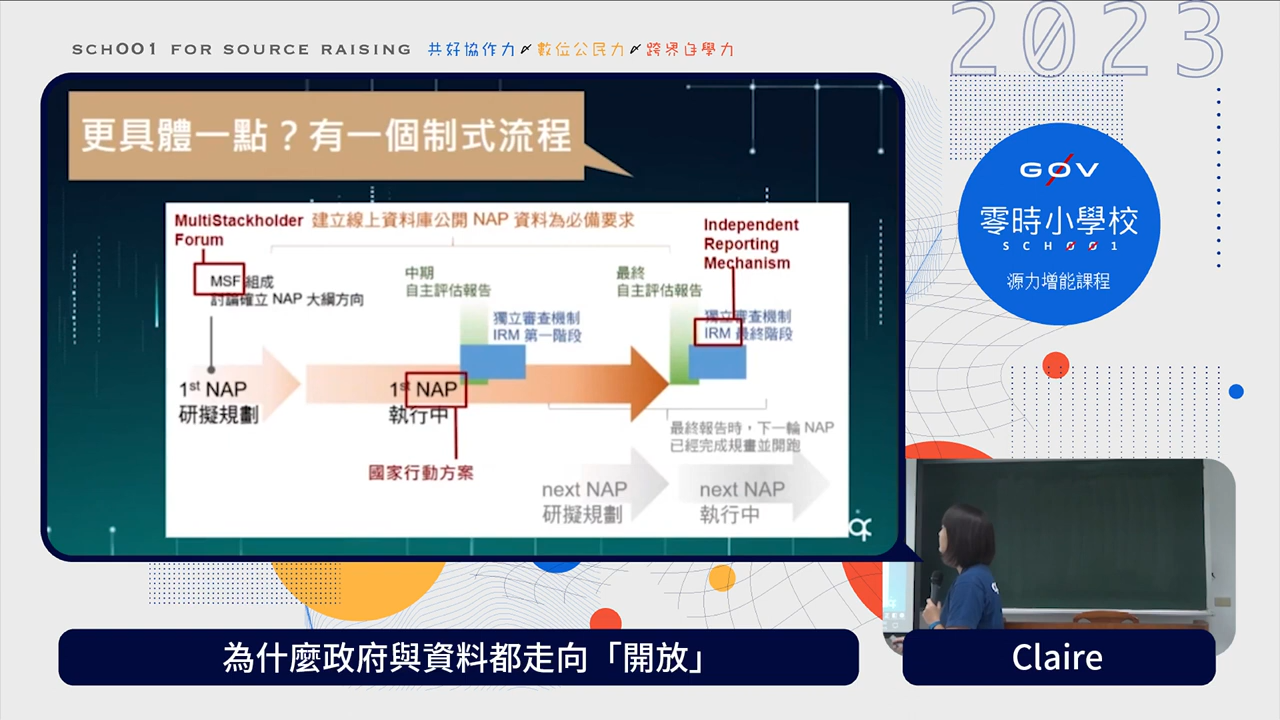 SCHOO1 FOR SOURCE RAISING 共好協作力 數位公民力 跨界自學力
2023
更具體一點？有一個制式流程
MultiStackholder
Forum
建立線上資料庫公開 NAP 資料為必備要求
Independent
Reporting
Mechanism
MSF 組成
討論確立 NAP 大綱方向
中期
自主評估報告
最終
自主評估報告
獨立審查機制
IRM 第一階段
獨立審查機制
IRM 最終階段
1st NAP
研擬規劃
1st NAP
執行中
國家行動方案
最終報告時，下一輪 NAP
已經完成規畫並開跑
next NAP
研擬規劃
next NAP
執行中
G0V
零時小學校
SCHOO1
源力增能課程
為什麼政府與資料都走向「開放」
Claire